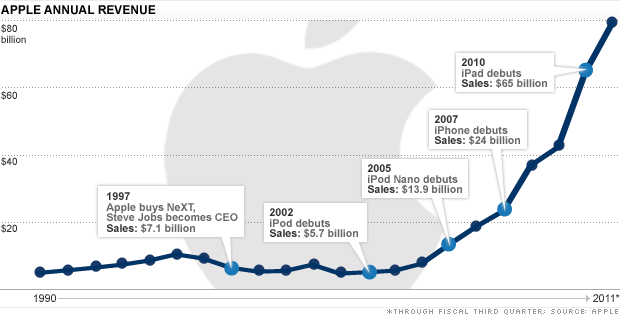 APPLE ANNUAL REVENUE
$80
billion
$60
$40
$20
1997
Apple buys NeXT,
Steve Jobs becomes CEO
Sales: $7.1 billion
2002
iPod debuts
Sales: $5.7 billion
2005
iPod Nano debuts
Sales: $13.9 billion
2007
iPhone debuts
Sales: $24 billion
2010
iPad debuts
Sales: $65 billion
1990
2011*
*THROUGH FISCAL THIRD QUARTER; SOURCE: APPLE